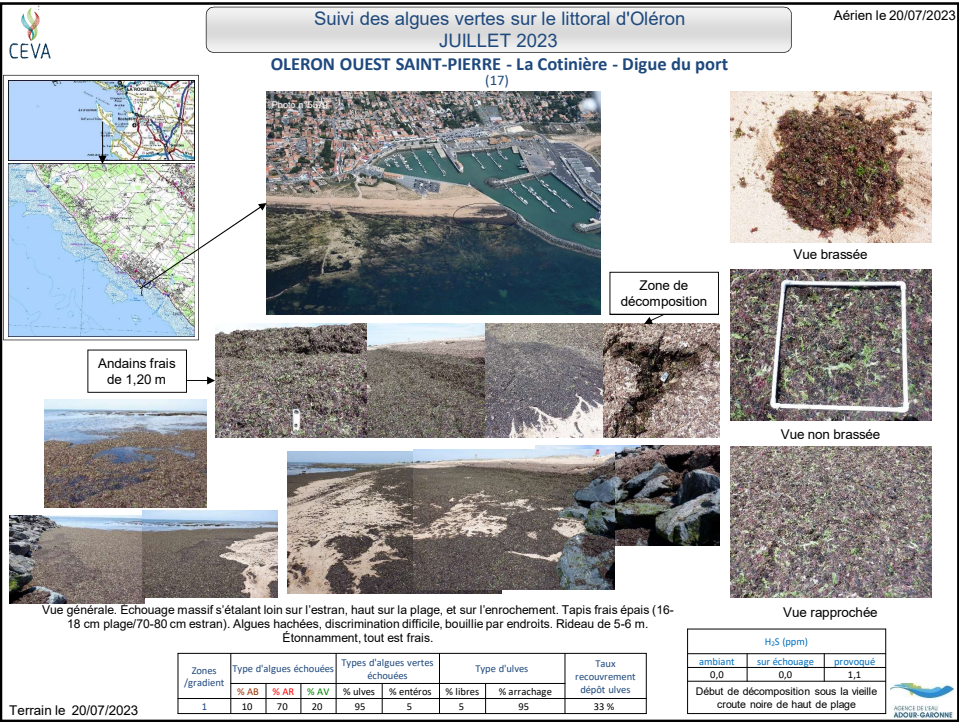 CEVA
Suivi des algues vertes sur le littoral d'Oléron
JUILLET 2023
Aérien le 20/07/2023
OLERON OUEST SAINT-PIERRE - La Cotinière - Digue du port
(17)
LA ROCHELLE
Vue brassée
Zone de
décomposition
Andains frais
de 1,20 m
Vue non brassée
Vue rapprochée
Vue générale. Échouage massif s'étalant loin sur l'estran, haut sur la plage, et sur l'enrochement. Tapis frais épais (16-
18 cm plage/70-80 cm estran). Algues hachées, discrimination difficile, bouillie par endroits. Rideau de 5-6 m.
Étonnamment, tout est frais.
Zones /gradient | Type d'algues échouées | Types d'algues vertes échouées | Type d'ulves | Taux recouvrement dépôt ulves
% AB | % AR | % AV | % ulves | % entéros | % libres | % arrachage
1 | 10 | 70 | 20 | 95 | 5 | 5 | 95 | 33 %
H₂S (ppm)
ambiant | sur échouage | provoqué
0,0 | 0,0 | 1,1
Début de décomposition sous la vieille
croute noire de haut de plage
Terrain le 20/07/2023
AGENCE DE L'EAU
ADOUR-GARONNE